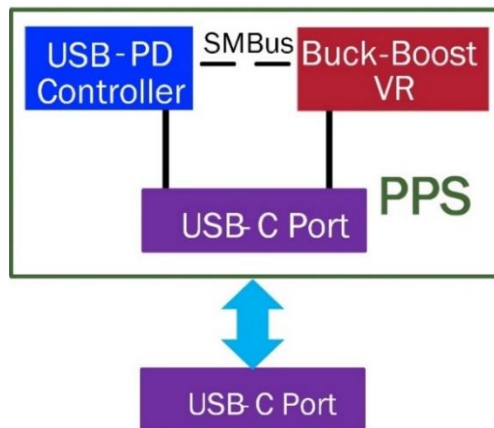 USB-PD
Controller
SMBus
Buck-Boost
VR
PPS
USB-C Port
USB-C Port